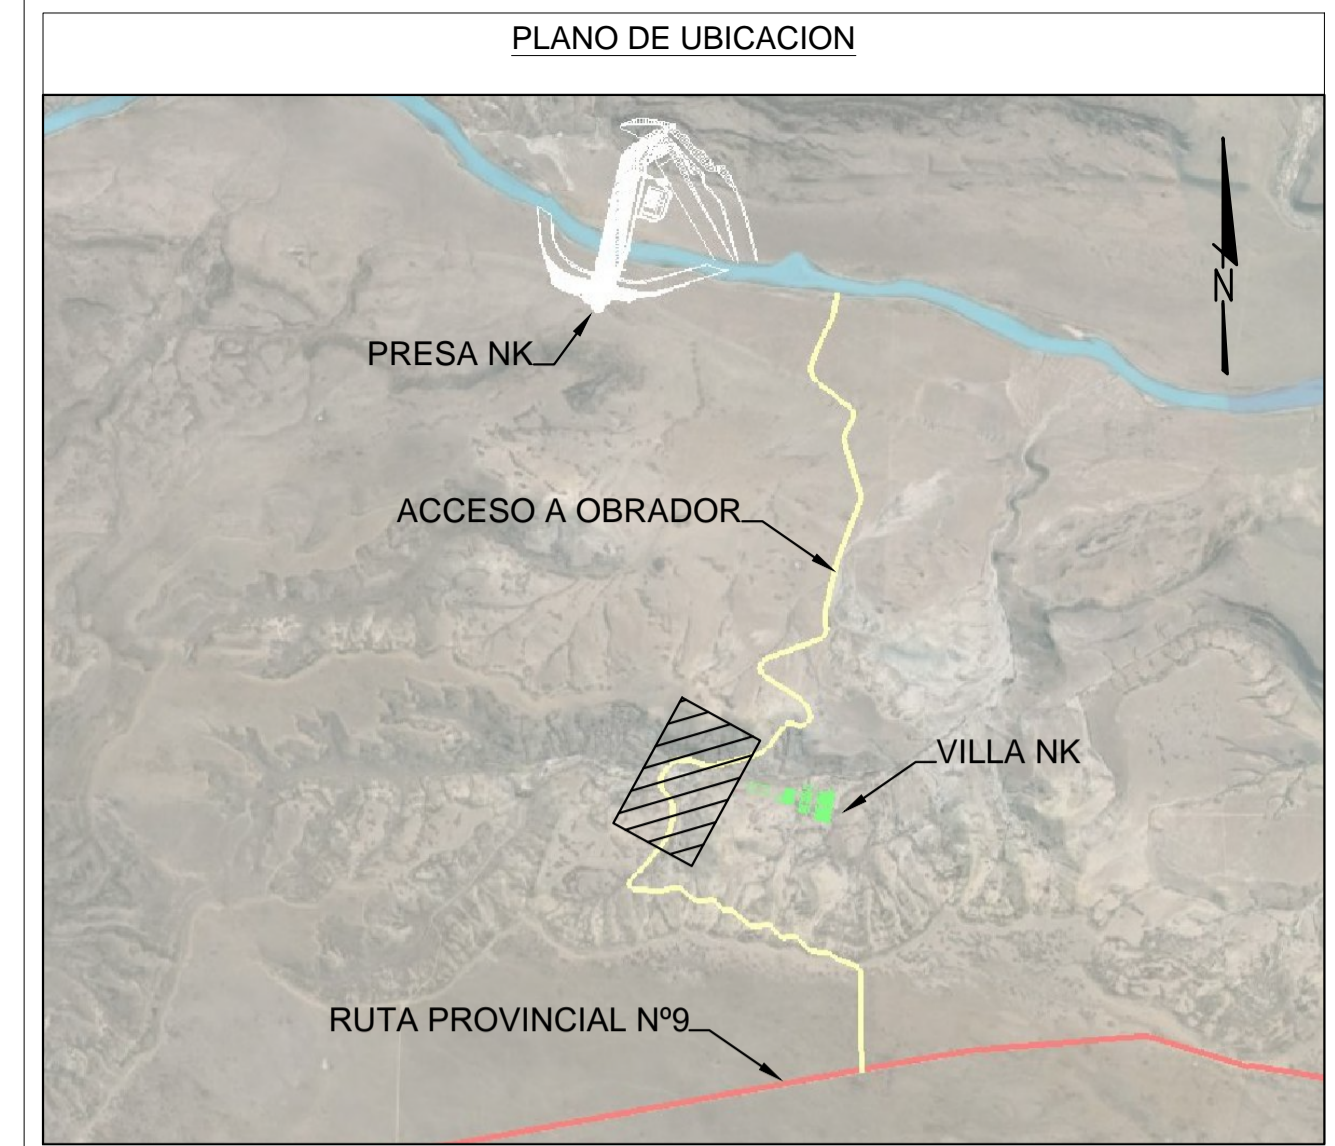 PLANO DE UBICACION
N
PRESA NK
ACCESO A OBRADOR
VILLA NK
RUTA PROVINCIAL Nº9